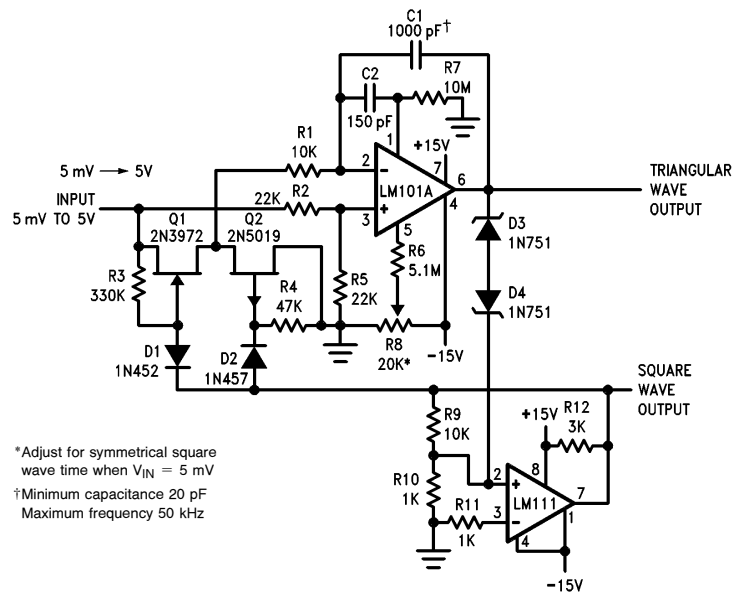 C1
1000 pF†
C2
150 pF
R7
10M
R1
10K
5 mV → 5V
INPUT
5 mV TO 5V
22K
R2
Q1
2N3972
Q2
2N5019
1
+15V
2
7
6
LM101A
3
4
5
TRIANGULAR
WAVE
OUTPUT
R3
330K
R4
47K
R5
22K
R6
5.1M
D3
1N751
D4
1N751
D1
1N452
D2
1N457
R8
20K*
-15V
SQUARE
WAVE
OUTPUT
R9
10K
+15V
R12
3K
R10
1K
R11
1K
2
8
LM111
7
3
1
4
-15V
*Adjust for symmetrical square
wave time when VIN = 5 mV
†Minimum capacitance 20 pF
Maximum frequency 50 kHz
+
-
+
-